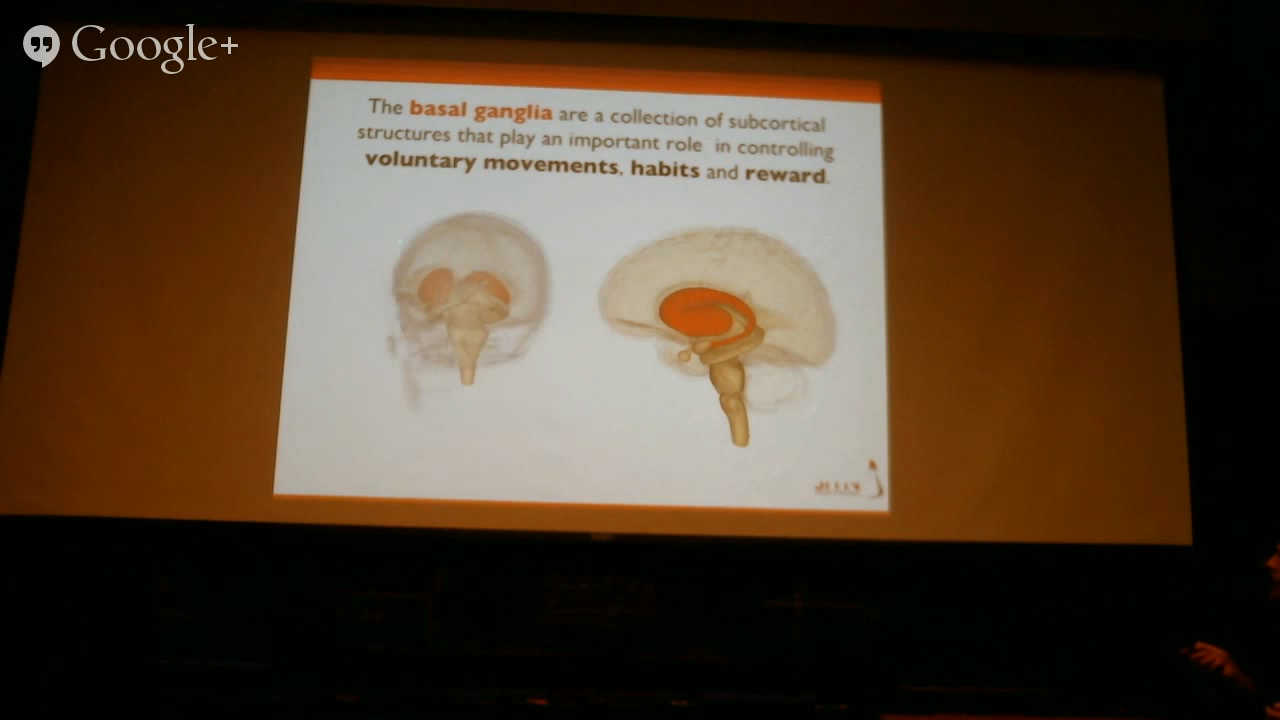 Google+
The basal ganglia are a collection of subcortical
structures that play an important role in controlling
voluntary movements, habits and reward.